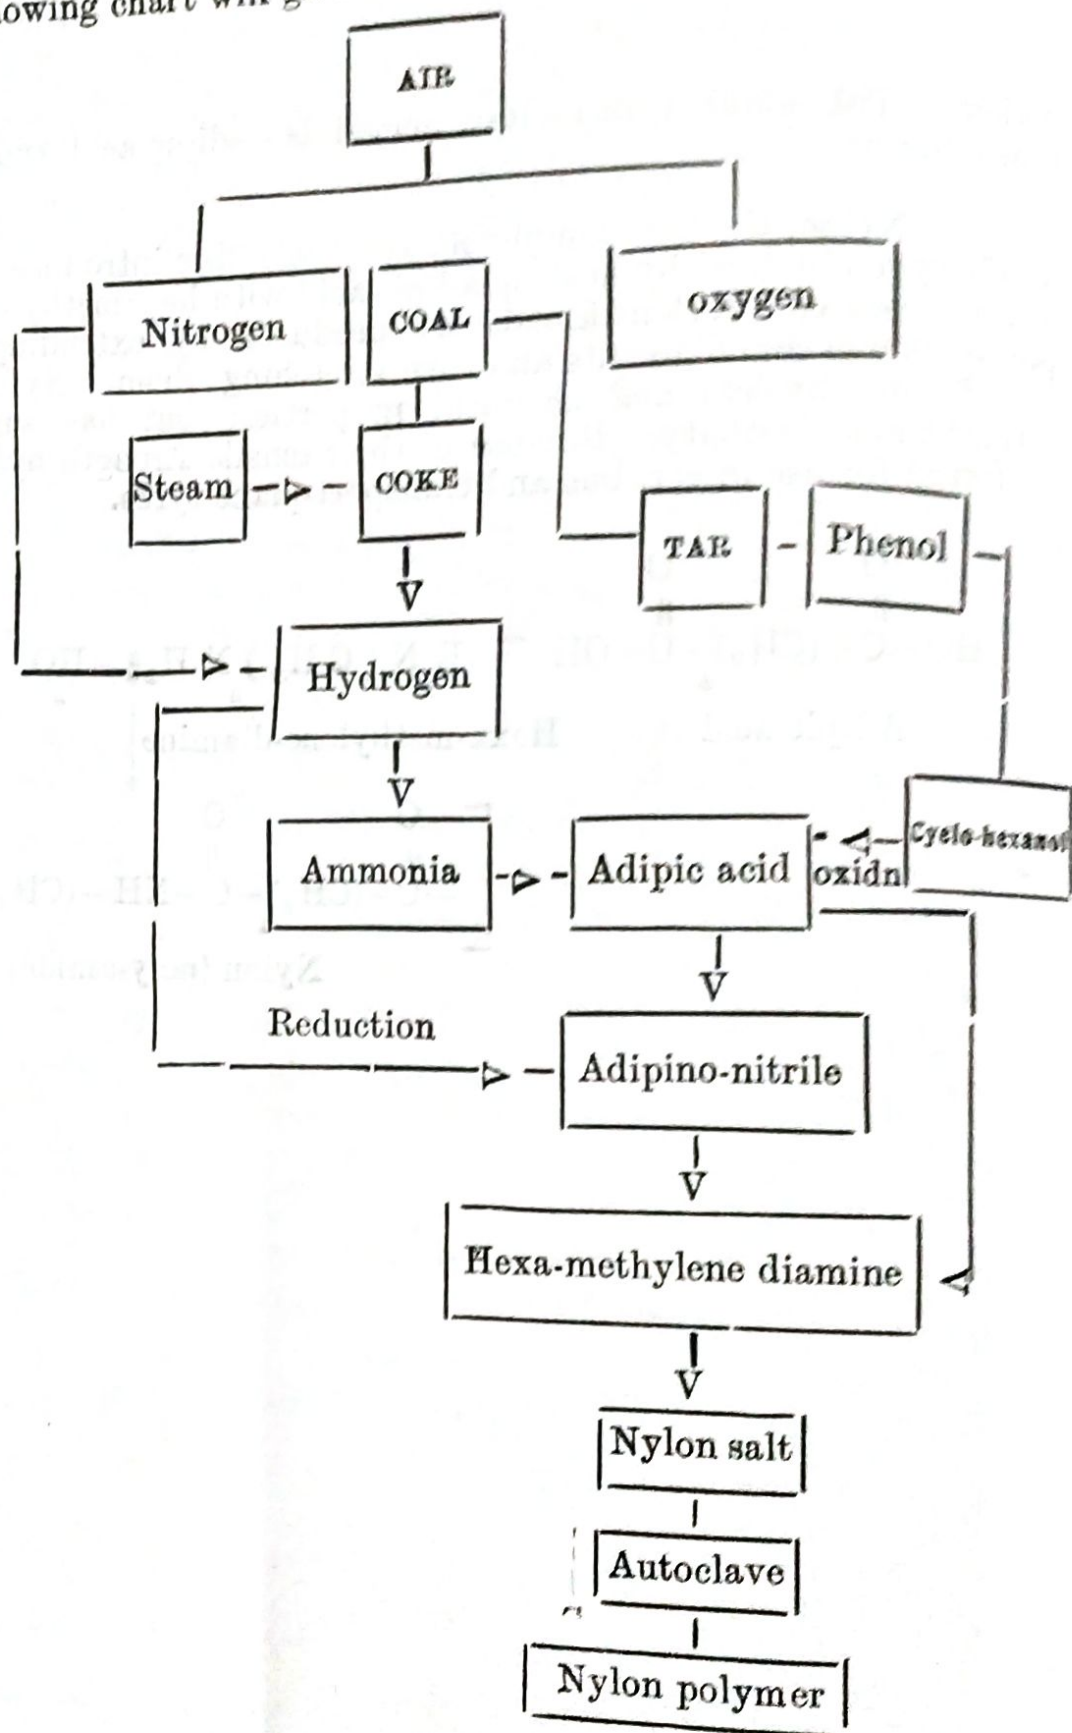 owing chart will g
AIR
Nitrogen
COAL
oxygen
Steam
COKE
TAR
Phenol
Hydrogen
Ammonia
Adipic acid
oxidn
Cyclo-hexanol
Reduction
Adipino-nitrile
Hexa-methylene diamine
Nylon salt
Autoclave
Nylon polymer